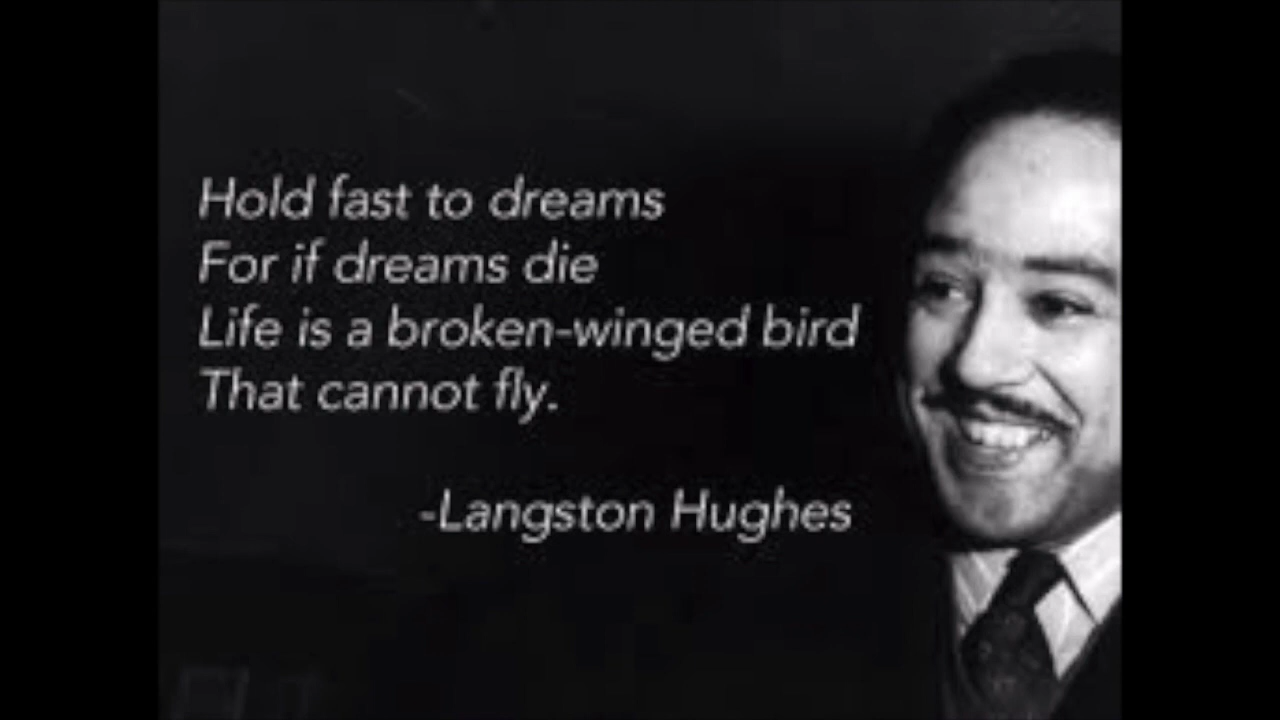 Hold fast to dreams
For if dreams die
Life is a broken-winged bird
That cannot fly.
-Langston Hughes